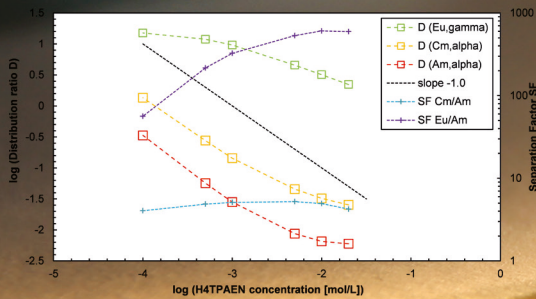 log (Distribution ratio D)
1.5
1
0.5
0
-0.5
-1
-1.5
-2
-2.5
-5
-4
-3
-2
-1
0
log (H4TPAEN concentration [mol/L])
1000
100
10
1
Separation Factor SF
D (Eu,gamma)
D (Cm,alpha)
D (Am,alpha)
slope -1.0
SF Cm/Am
SF Eu/Am